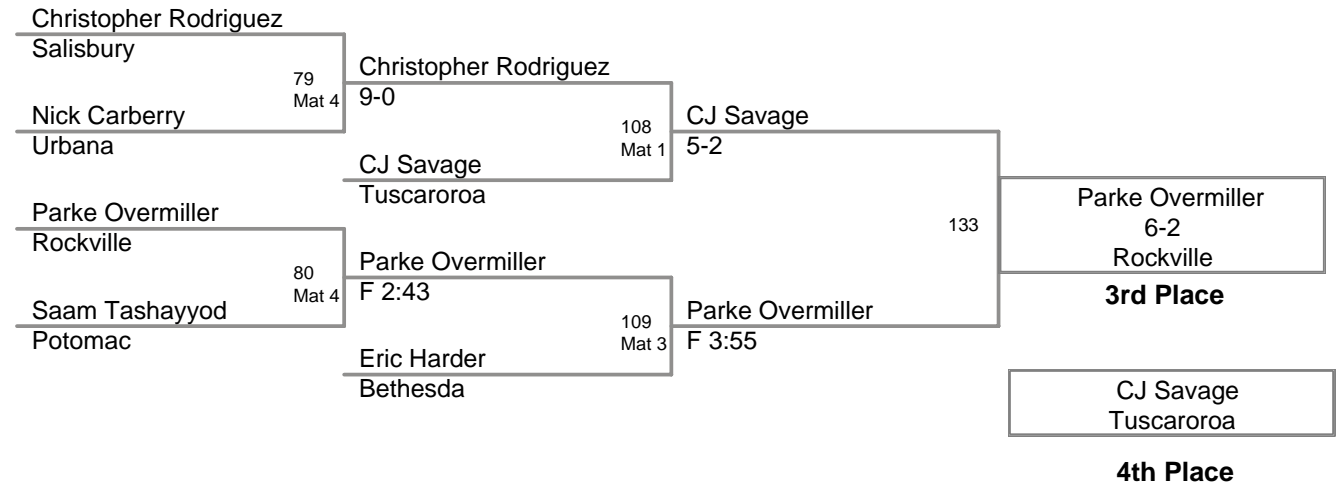 Christopher Rodriguez
Salisbury
79
Mat 4
Nick Carberry
Urbana
Christopher Rodriguez
9-0
108
Mat 1
CJ Savage
Tuscaroroa
CJ Savage
5-2
Parke Overmiller
Rockville
80
Mat 4
Saam Tashayyod
Potomac
Parke Overmiller
F 2:43
109
Mat 3
Eric Harder
Bethesda
Parke Overmiller
F 3:55
133
Parke Overmiller
6-2
Rockville
3rd Place
CJ Savage
Tuscaroroa
4th Place